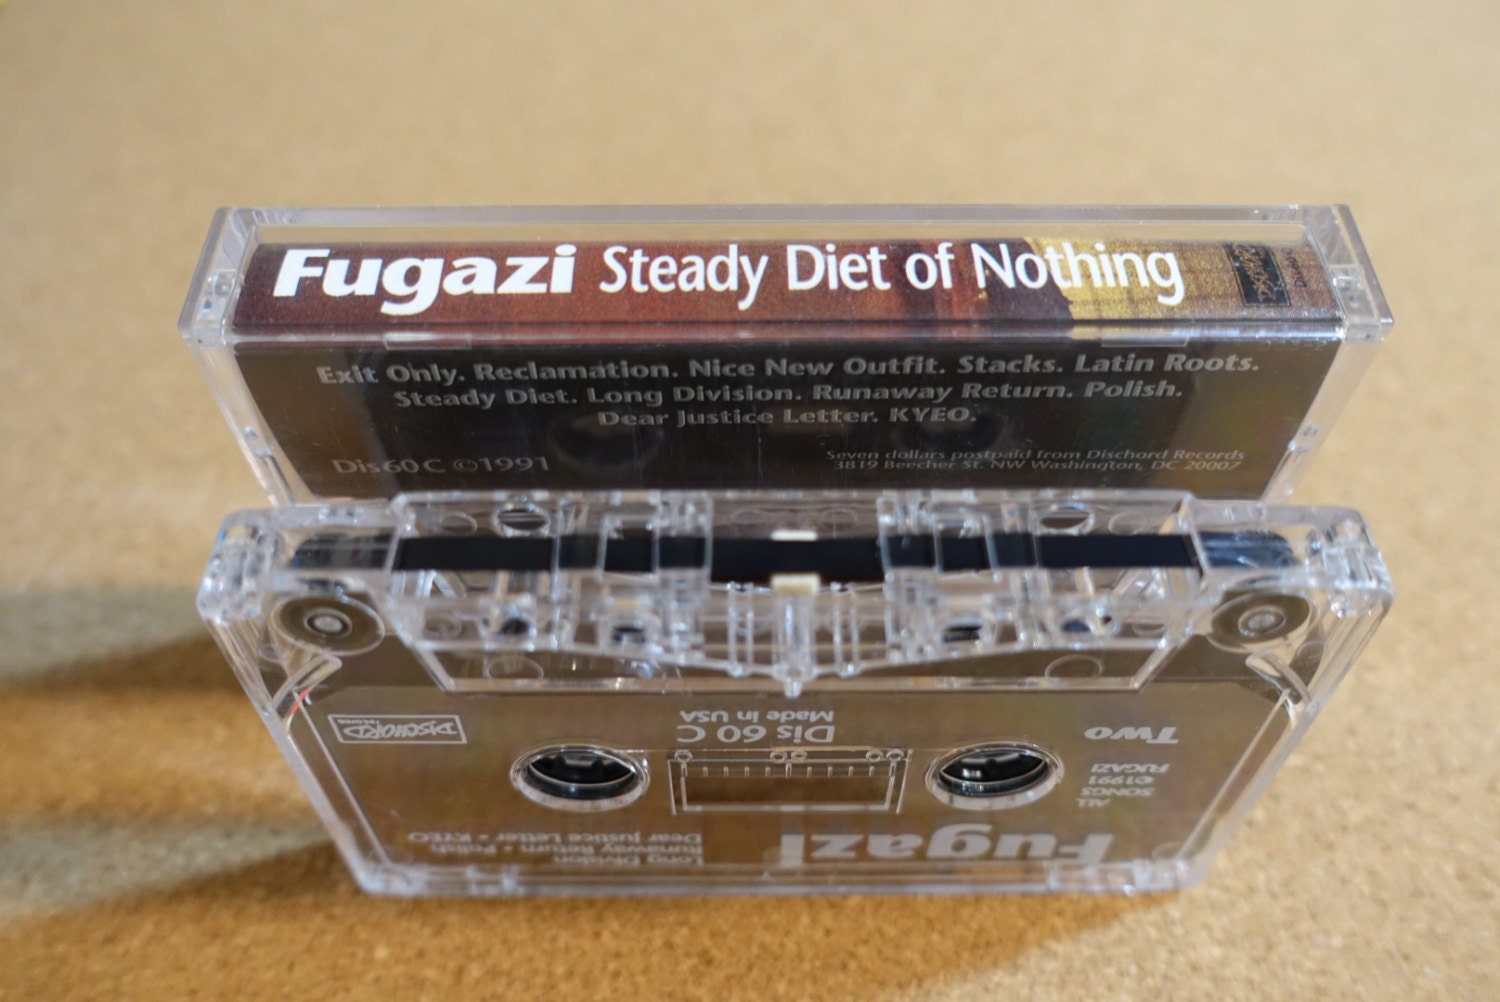 Fugazi Steady Diet of Nothing
Exit Only. Reclamation. Nice New Outfit. Stacks. Latin Roots.
Steady Diet. Long Division. Runaway Return. Polish.
Dear Justice Letter. KYEO.
Dis60C ©1991
Seven dollars postpaid from Dischord Records
3819 Beecher St. NW Washington, DC 20007
Fugazi
Long Division
Runaway Return • Polish
Dear Justice Letter • KYEO
ALL
SONGS
©1991
FUGAZI
Two
Dis 60 C
Made in USA
DISCHORD
RECORDS